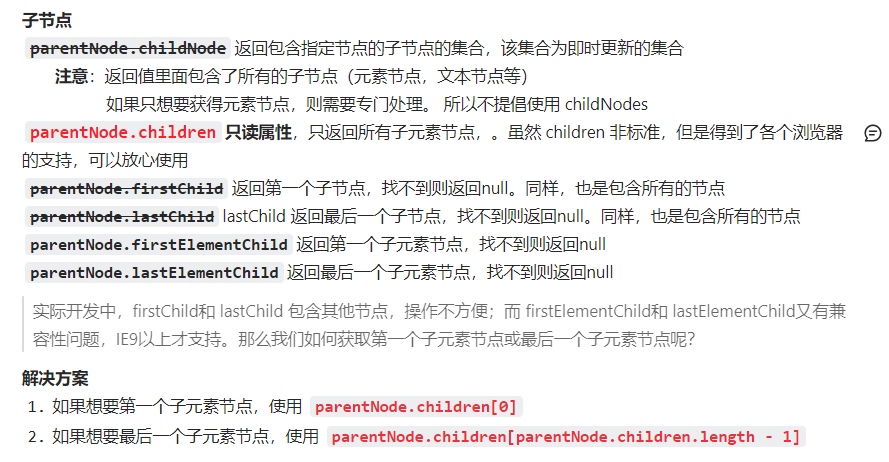 子节点
parentNode.childNode 返回包含指定节点的子节点的集合，该集合为即时更新的集合
注意：返回值里面包含了所有的子节点（元素节点，文本节点等）
如果只想要获得元素节点，则需要专门处理。 所以不提倡使用 childNodes
parentNode.children 只读属性，只返回所有子元素节点，。虽然 children 非标准，但是得到了各个浏览器
的支持，可以放心使用
parentNode.firstChild 返回第一个子节点，找不到则返回null。同样，也是包含所有的节点
parentNode.lastChild lastChild 返回最后一个子节点，找不到则返回null。同样，也是包含所有的节点
parentNode.firstElementChild 返回第一个子元素节点，找不到则返回null
parentNode.lastElementChild 返回最后一个子元素节点，找不到则返回null
实际开发中，firstChild和 lastChild 包含其他节点，操作不方便；而 firstElementChild和 lastElementChild又有兼
容性问题，IE9以上才支持。那么我们如何获取第一个子元素节点或最后一个子元素节点呢？
解决方案
1. 如果想要第一个子元素节点，使用 parentNode.children[0]
2. 如果想要最后一个子元素节点，使用 parentNode.children[parentNode.children.length - 1]